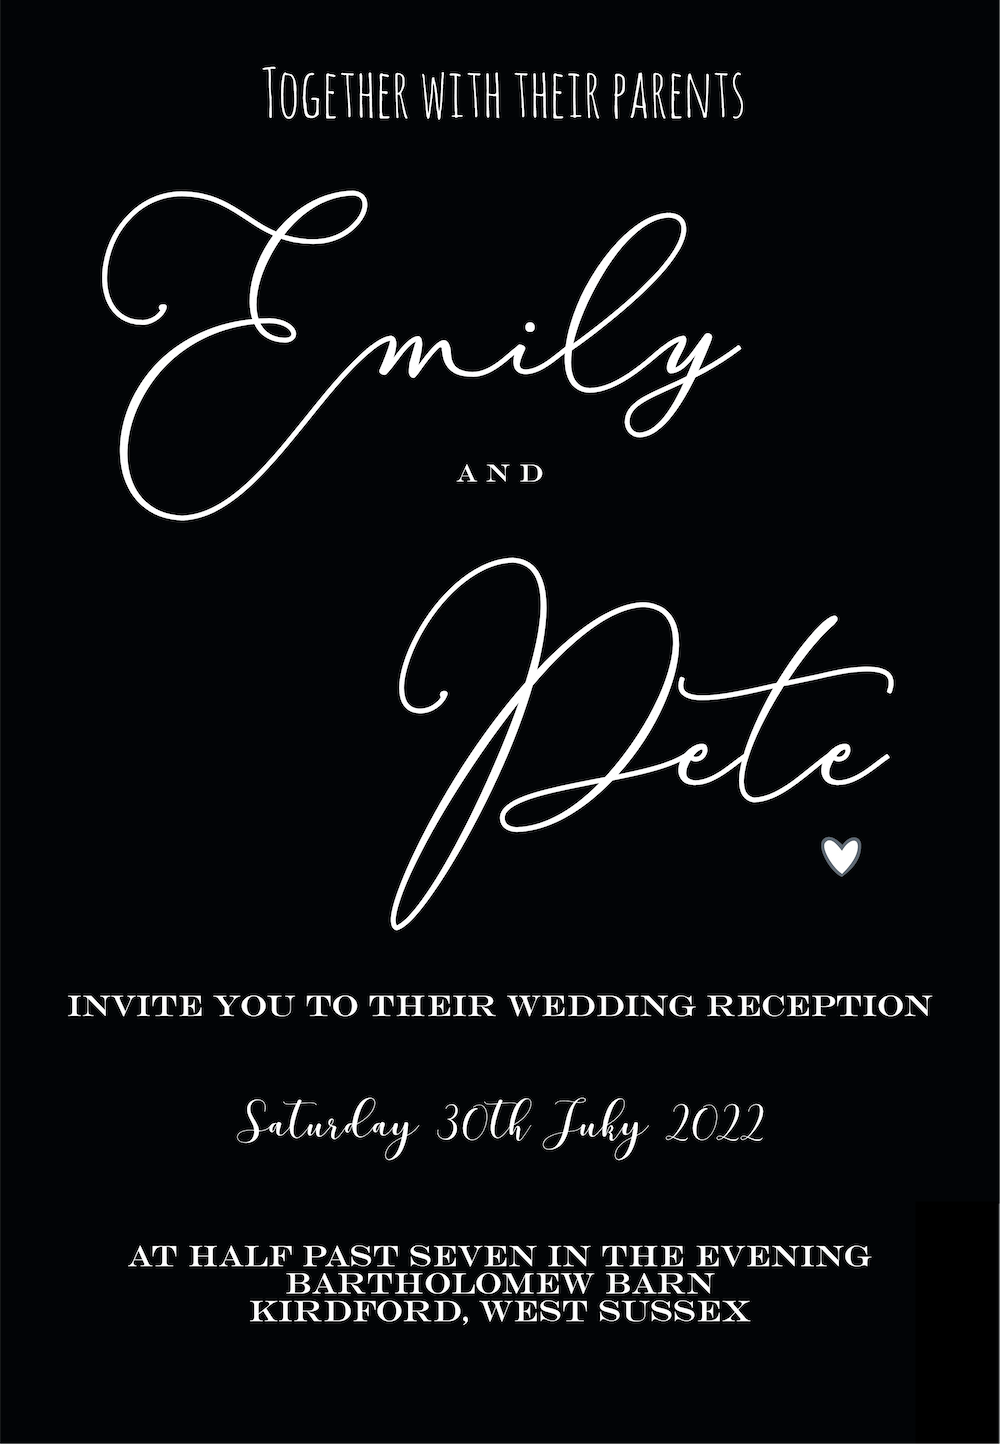 Together with their parents
Emily
AND
Pete
INVITE YOU TO THEIR WEDDING RECEPTION
Saturday 30th Juky 2022
AT HALF PAST SEVEN IN THE EVENING
BARTHOLOMEW BARN
KIRDFORD, WEST SUSSEX